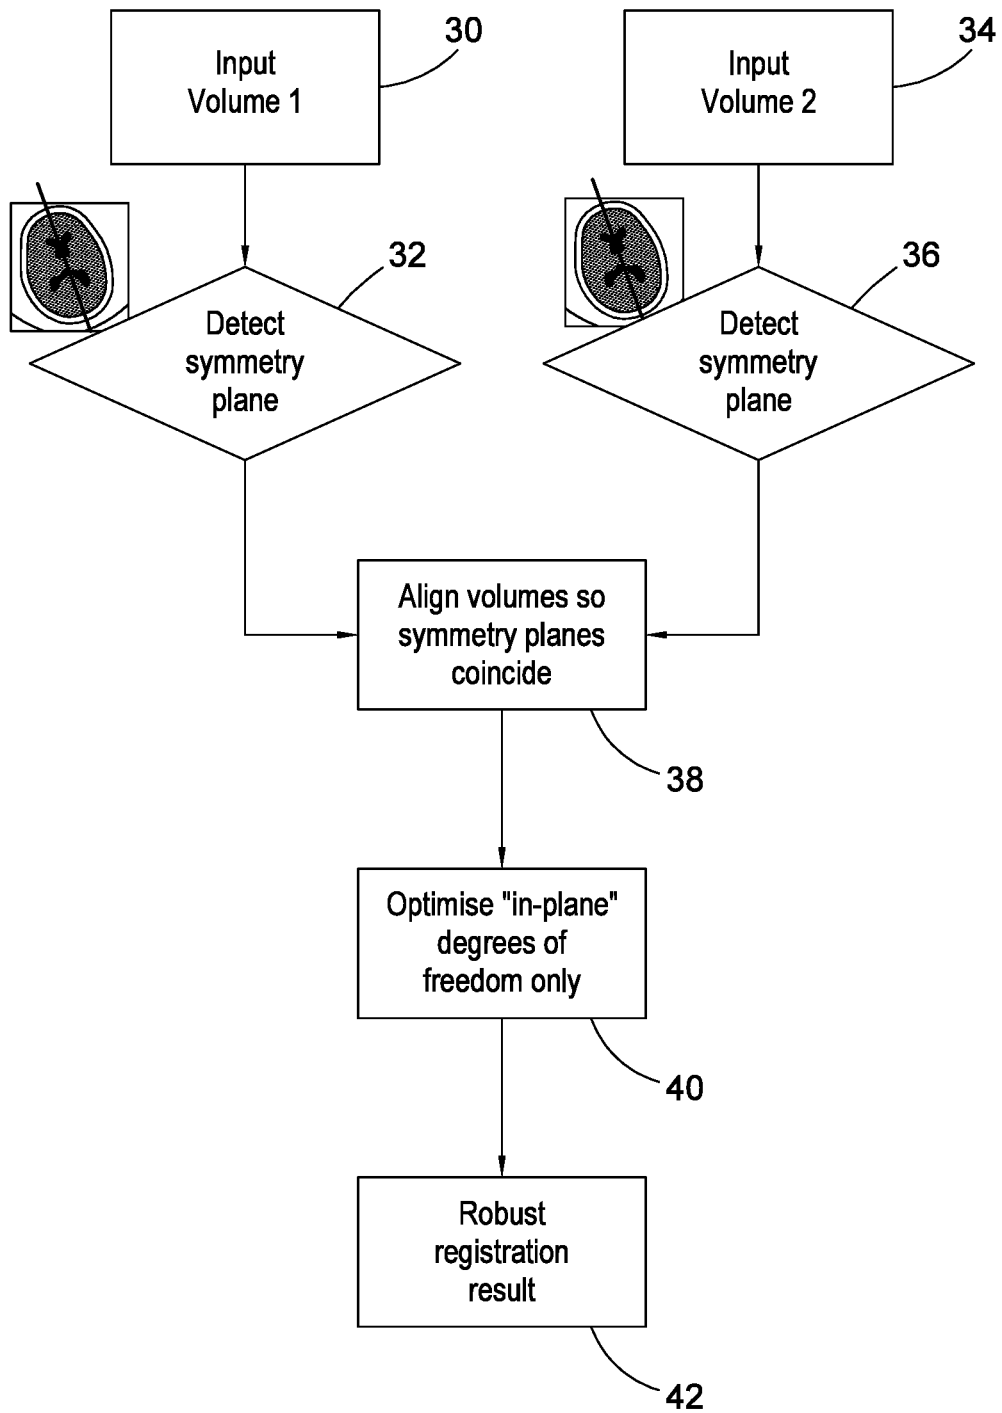 30
Input
Volume 1
34
Input
Volume 2
32
Detect
symmetry
plane
36
Detect
symmetry
plane
Align volumes so
symmetry planes
coincide
38
Optimise "in-plane"
degrees of
freedom only
40
Robust
registration
result
42